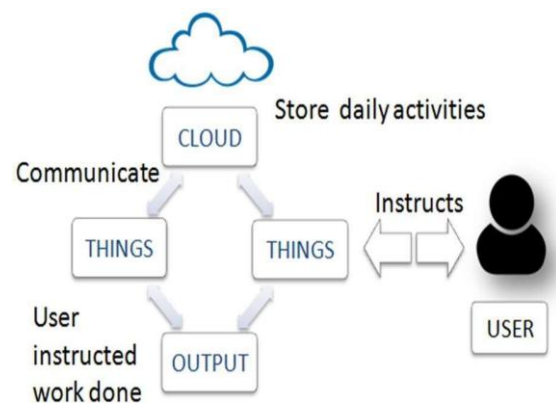 Store daily activities
CLOUD
Communicate
Instructs
THINGS
THINGS
User
instructed
work done
OUTPUT
USER